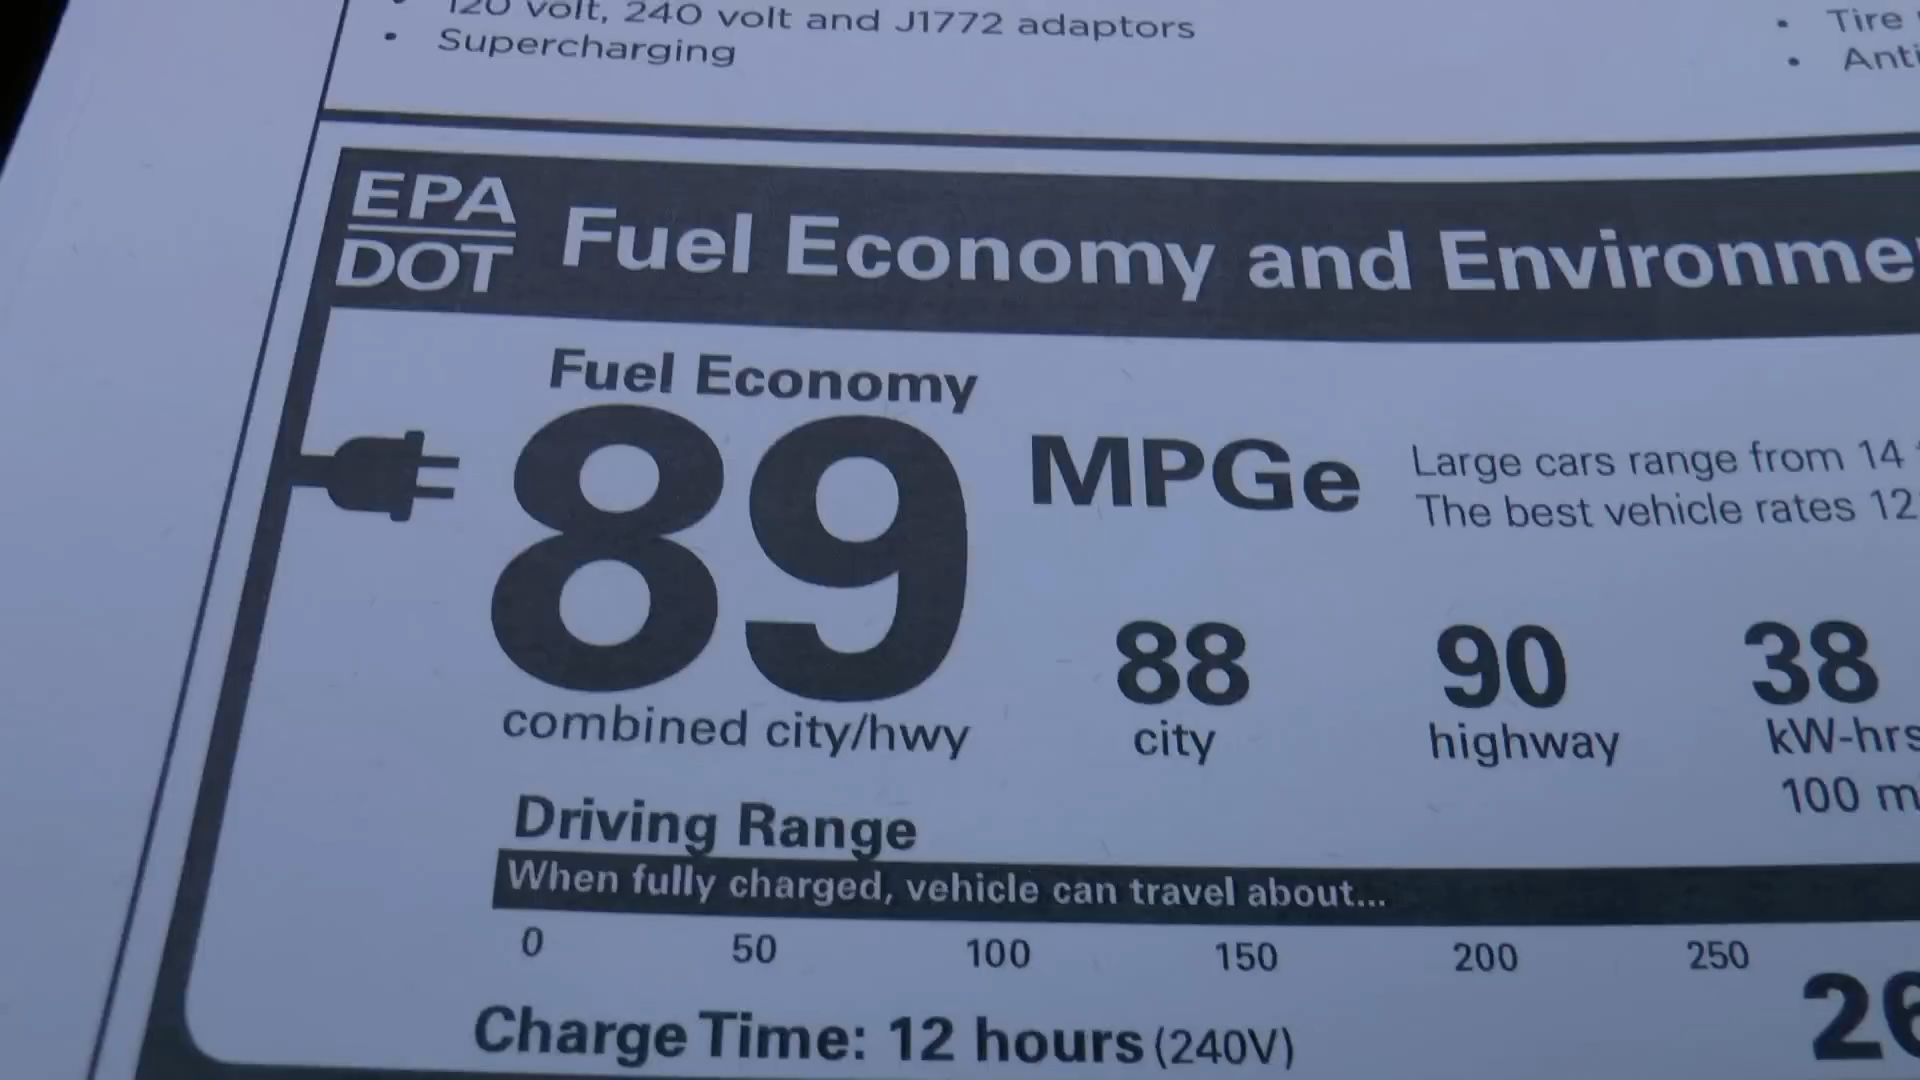 120 volt, 240 volt and J1772 adaptors
• Supercharging
• Tire
• Anti
EPA
DOT
Fuel Economy and Environme
Fuel Economy
89
MPGe
Large cars range from 14
The best vehicle rates 12
combined city/hwy
88
city
90
highway
38
kW-hrs
100 m
Driving Range
When fully charged, vehicle can travel about...
0 50 100 150 200 250
26
Charge Time: 12 hours (240V)